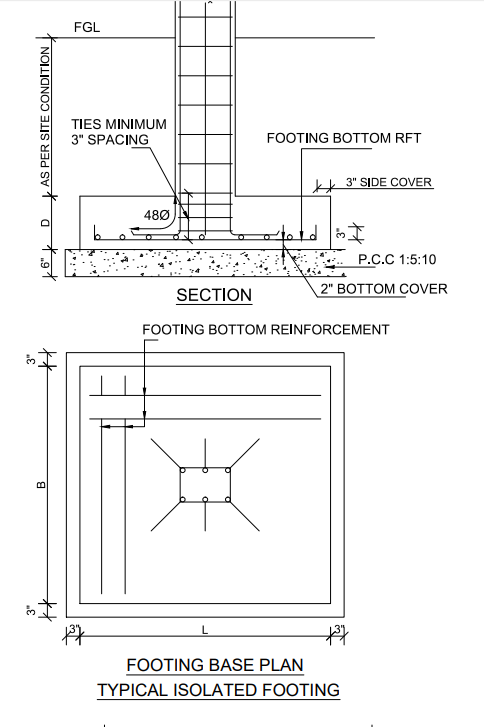 FGL
AS PER SITE CONDITION
TIES MINIMUM
3" SPACING
FOOTING BOTTOM RFT
3" SIDE COVER
48Ø
D
3"
6"
P.C.C 1:5:10
2" BOTTOM COVER
SECTION
FOOTING BOTTOM REINFORCEMENT
3"
B
3"
3"
L
3"
FOOTING BASE PLAN
TYPICAL ISOLATED FOOTING